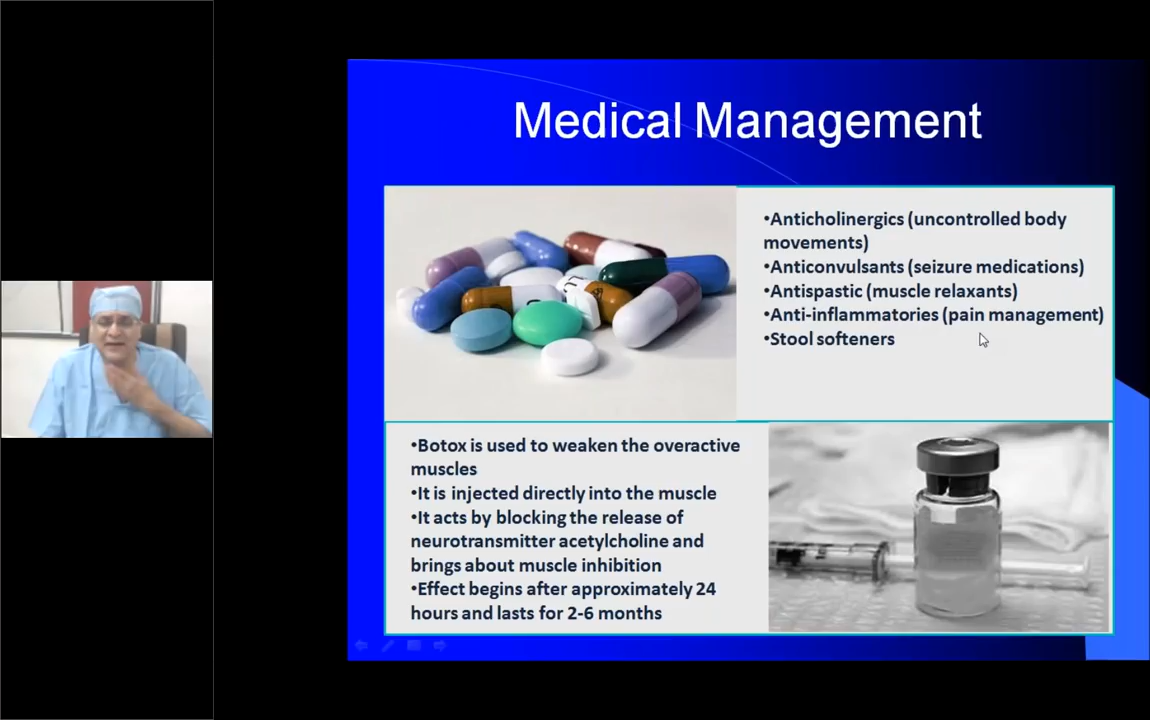 Medical Management
•Anticholinergics (uncontrolled body
movements)
•Anticonvulsants (seizure medications)
•Antispastic (muscle relaxants)
•Anti-inflammatories (pain management)
•Stool softeners
•Botox is used to weaken the overactive
muscles
•It is injected directly into the muscle
•It acts by blocking the release of
neurotransmitter acetylcholine and
brings about muscle inhibition
•Effect begins after approximately 24
hours and lasts for 2-6 months